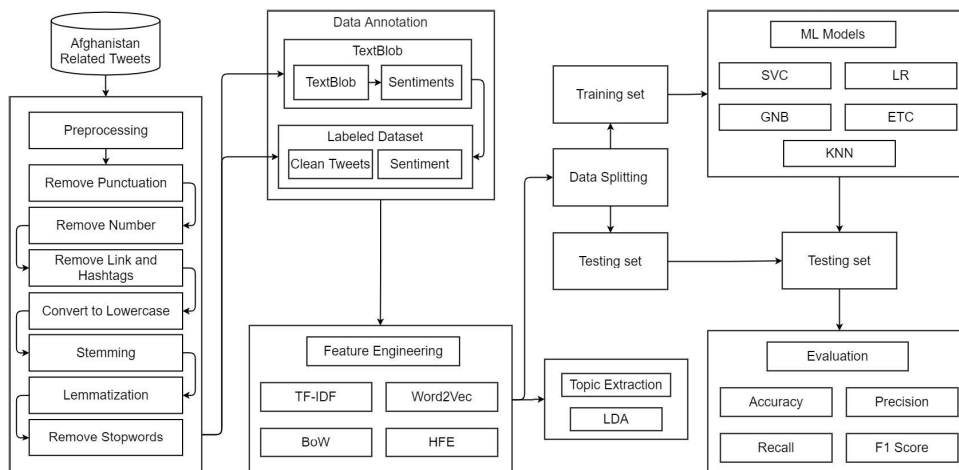 Afghanistan
Related Tweets
Preprocessing
Remove Punctuation
Remove Number
Remove Link and
Hashtags
Convert to Lowercase
Stemming
Lemmatization
Remove Stopwords
Data Annotation
TextBlob
TextBlob
Sentiments
Labeled Dataset
Clean Tweets
Sentiment
Feature Engineering
TF-IDF
Word2Vec
BoW
HFE
Training set
Data Splitting
Testing set
Topic Extraction
LDA
ML Models
SVC
LR
GNB
ETC
KNN
Testing set
Evaluation
Accuracy
Precision
Recall
F1 Score